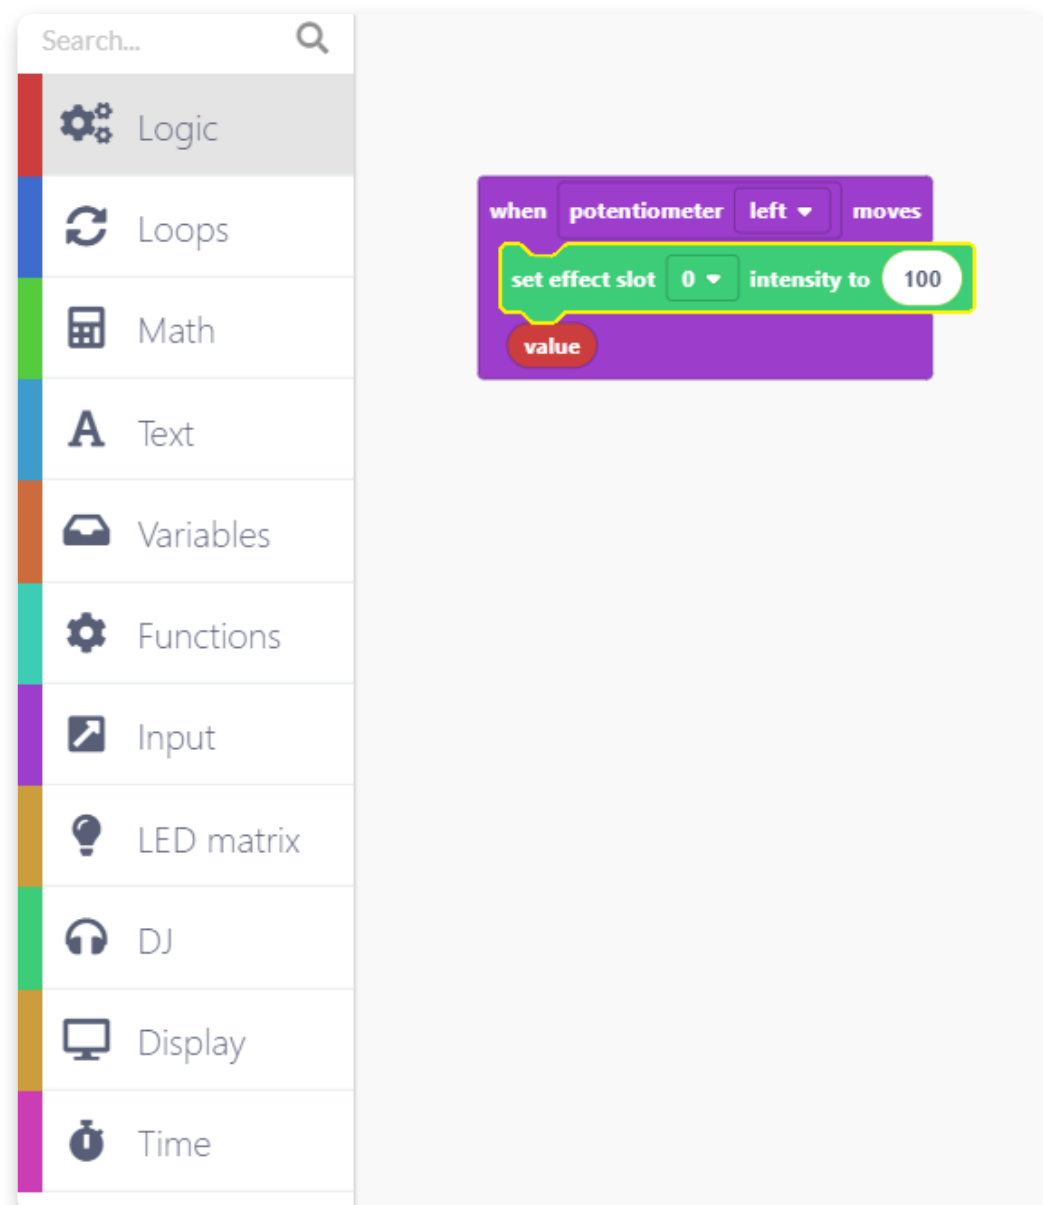 Search...
Logic
Loops
Math
Text
Variables
Functions
Input
LED matrix
DJ
Display
Time
when potentiometer left moves
set effect slot 0 intensity to 100
value